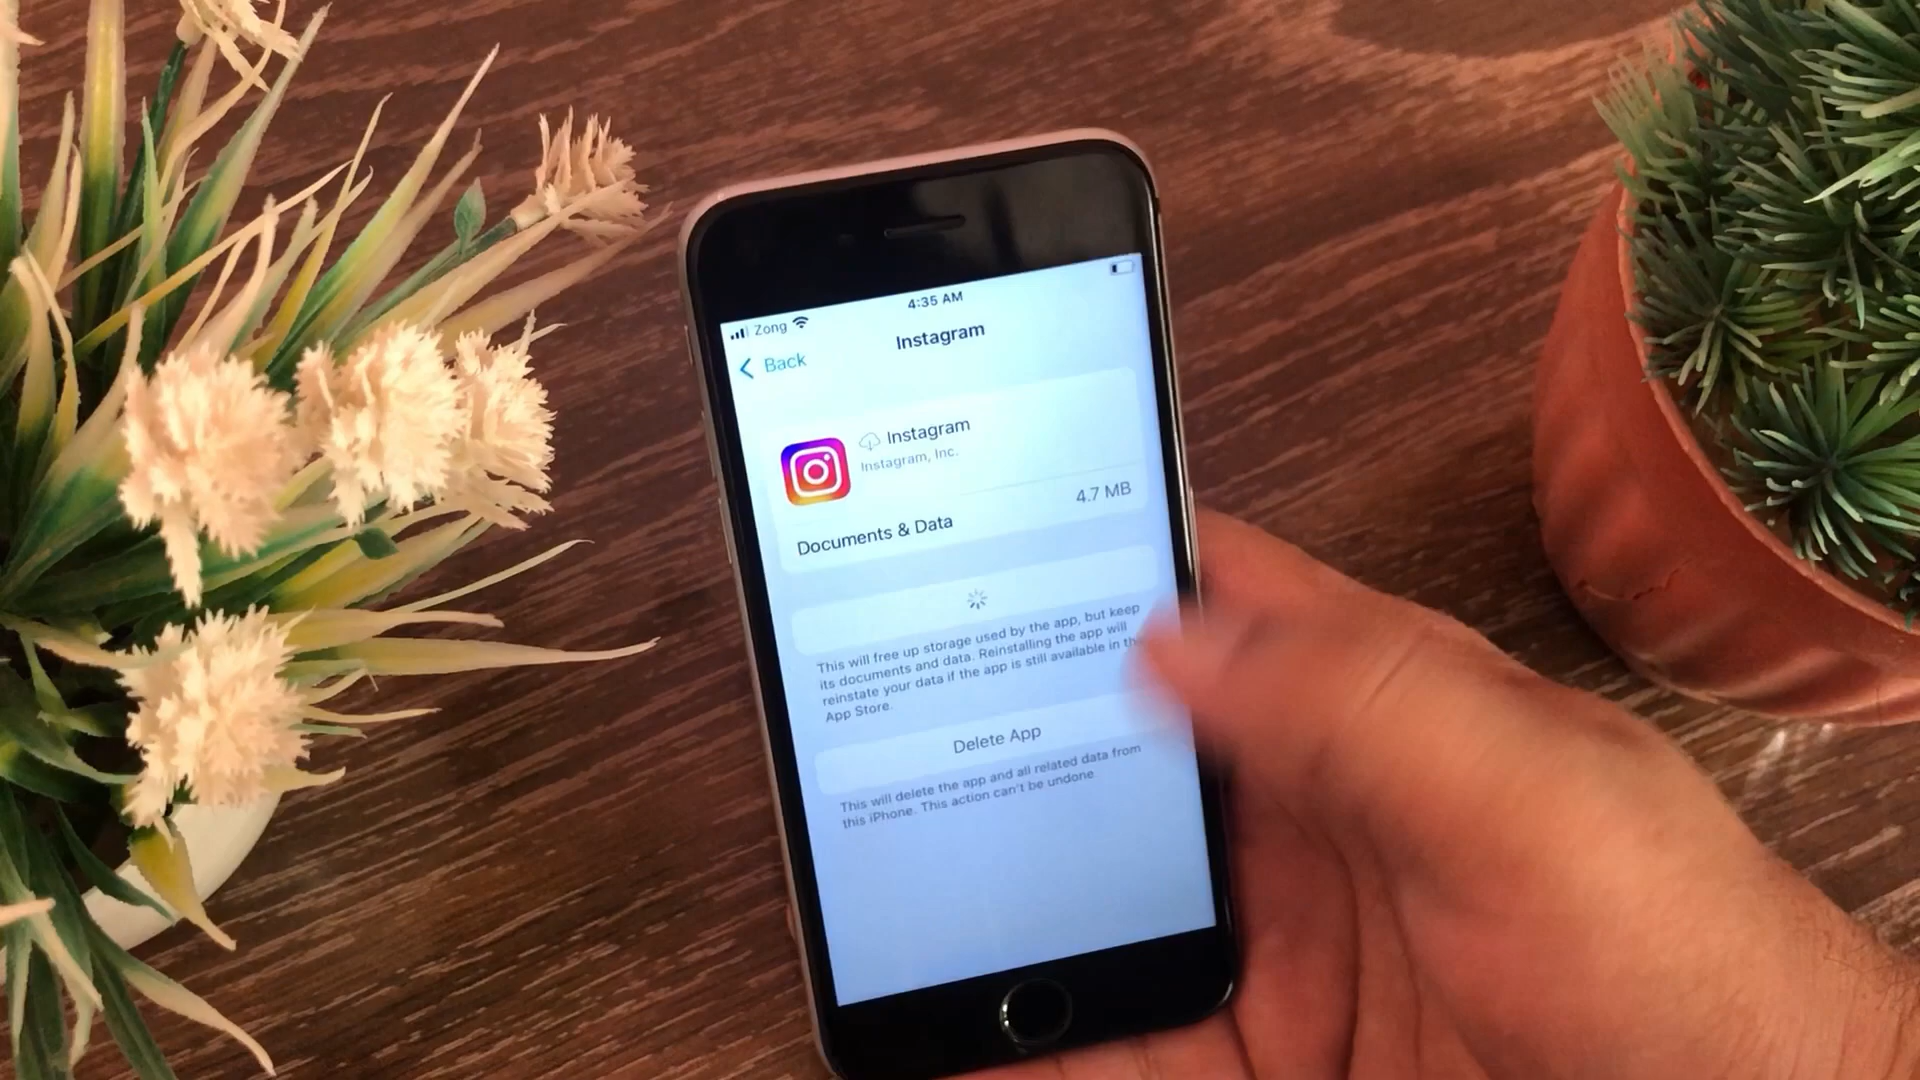 4:35 AM
Zong
Back
Instagram
Instagram
Instagram, Inc.
Documents & Data
4.7 MB
This will free up storage used by the app, but keep
its documents and data. Reinstalling the app will
reinstate your data if the app is still available in
App Store.
Delete App
This will delete the app and all related data from
this iPhone. This action can't be undone